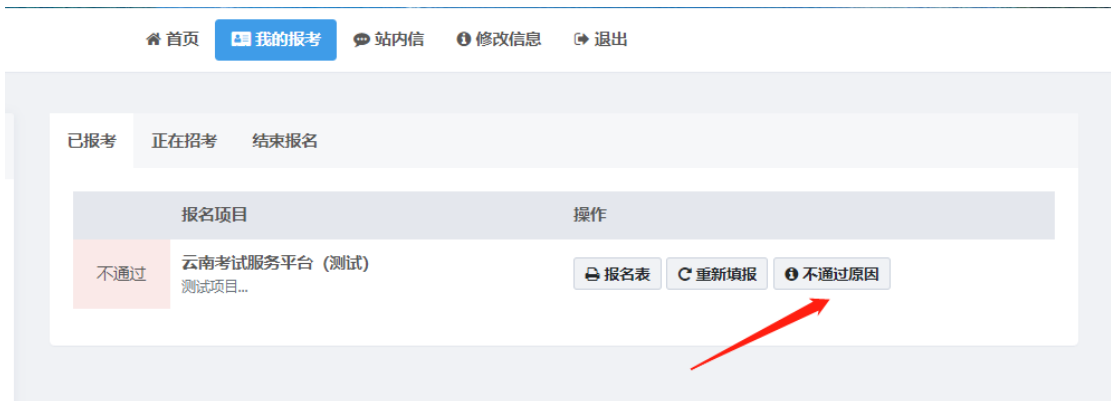 首页 我的报考 站内信 修改信息 退出
已报考 正在招考 结束报名
报名项目 操作
不通过 云南考试服务平台（测试） 报名表 重新填报 不通过原因
测试项目...